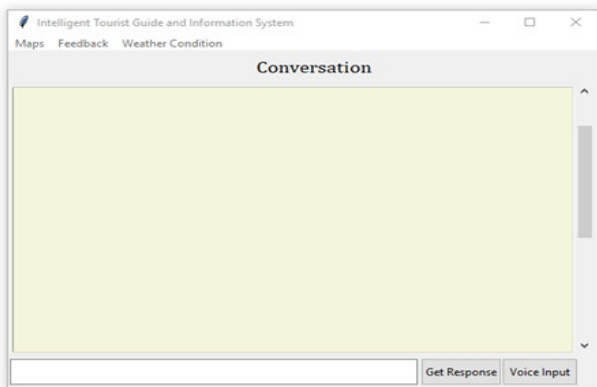 Intelligent Tourist Guide and Information System
Maps Feedback Weather Condition
Conversation
Get Response Voice Input